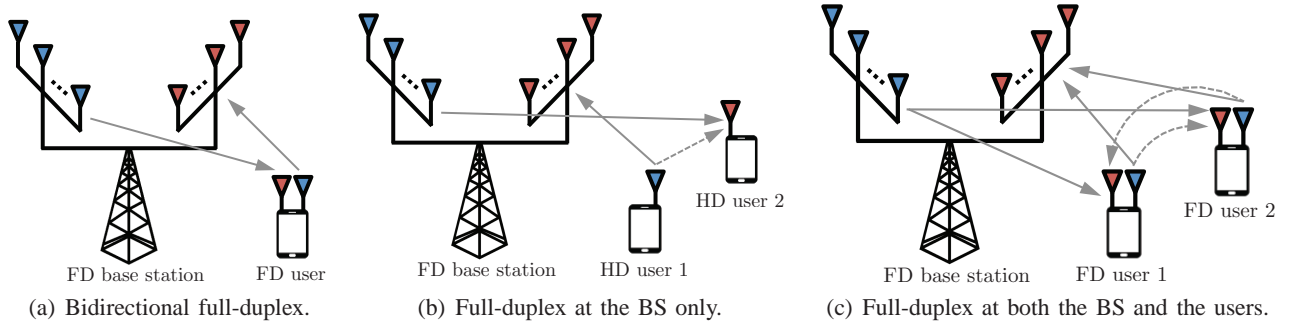 FD base station
FD user
(a) Bidirectional full-duplex.
HD user 2
HD user 1
FD base station
(b) Full-duplex at the BS only.
FD user 2
FD user 1
FD base station
(c) Full-duplex at both the BS and the users.